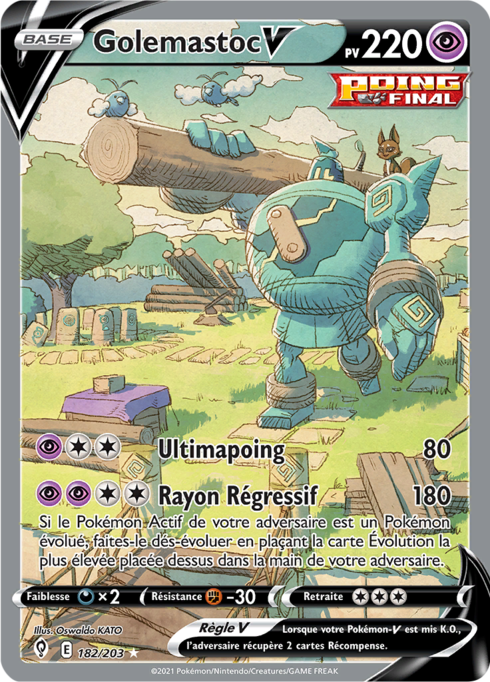 BASE
Golemastoc V
PV 220
POING
FINAL
Ultimapoing 80
Rayon Régressif 180
Si le Pokémon Actif de votre adversaire est un Pokémon
évolué, faites-le dés-évoluer en plaçant la carte Évolution la
plus élevée placée dessus dans la main de votre adversaire.
Faiblesse ×2 Résistance -30 Retraite
Illus. Oswaldo KATO
E 182/203
Règle V
Lorsque votre Pokémon-V est mis K.O.,
l'adversaire récupère 2 cartes Récompense.
©2021 Pokémon/Nintendo/Creatures/GAME FREAK